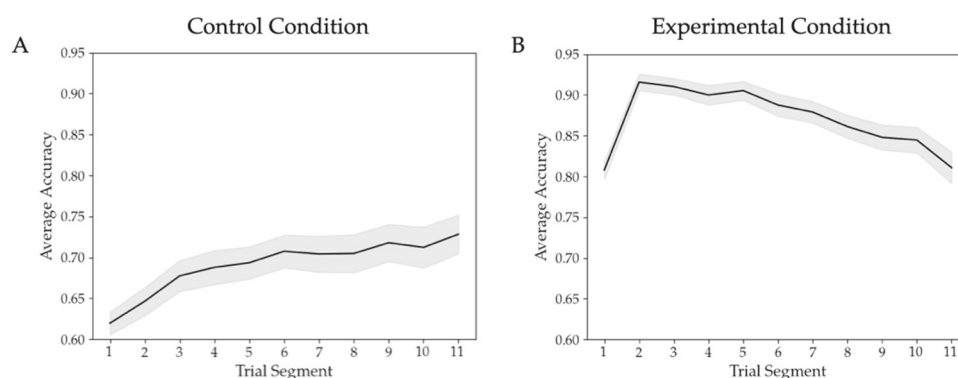 Control Condition
A
0.95
0.90
0.85
0.80
0.75
0.70
0.65
0.60
Average Accuracy
1 2 3 4 5 6 7 8 9 10 11
Trial Segment
Experimental Condition
B
0.95
0.90
0.85
0.80
0.75
0.70
0.65
0.60
Average Accuracy
1 2 3 4 5 6 7 8 9 10 11
Trial Segment